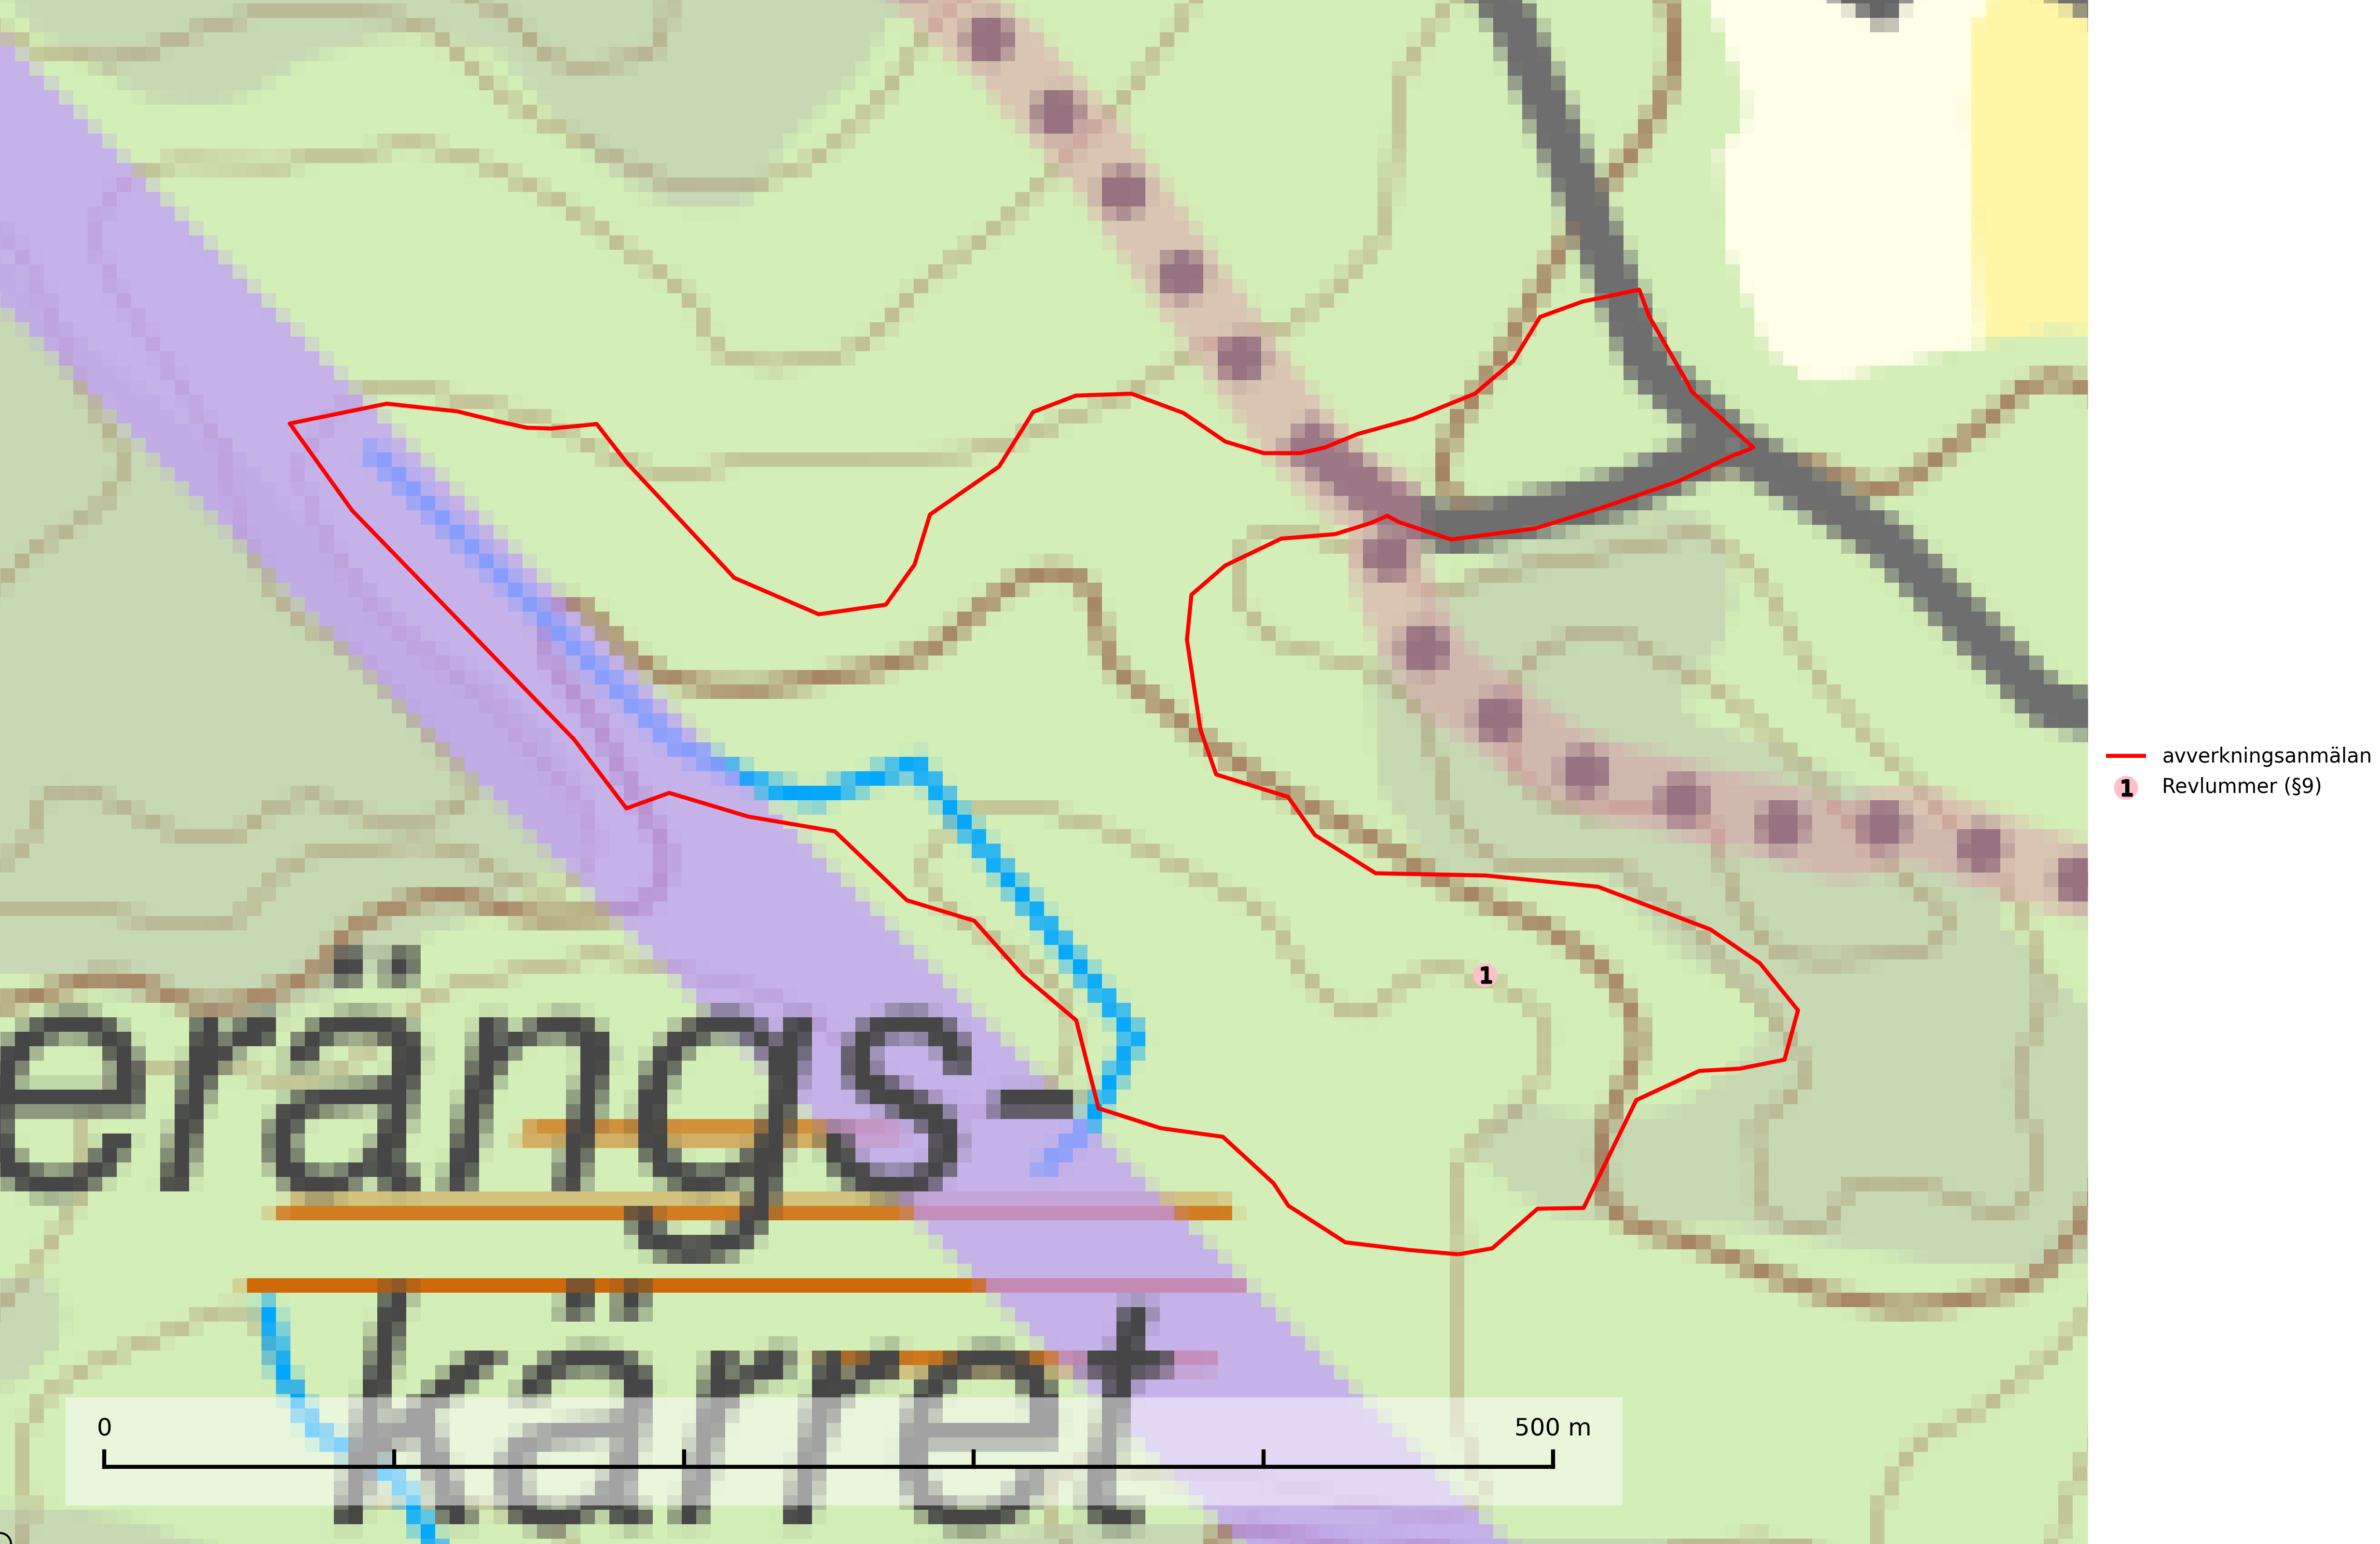 avverkningsanmälan
1 Revlummer (§9)
1
erängs-
kärret
0 500 m